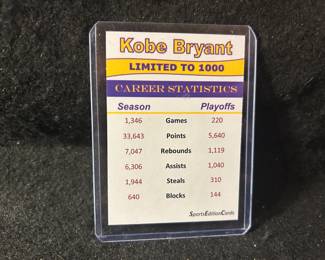 Kobe Bryant
LIMITED TO 1000
CAREER STATISTICS
Season Playoffs
1,346 Games 220
33,643 Points 5,640
7,047 Rebounds 1,119
6,306 Assists 1,040
1,944 Steals 310
640 Blocks 144
SportsEditionCards